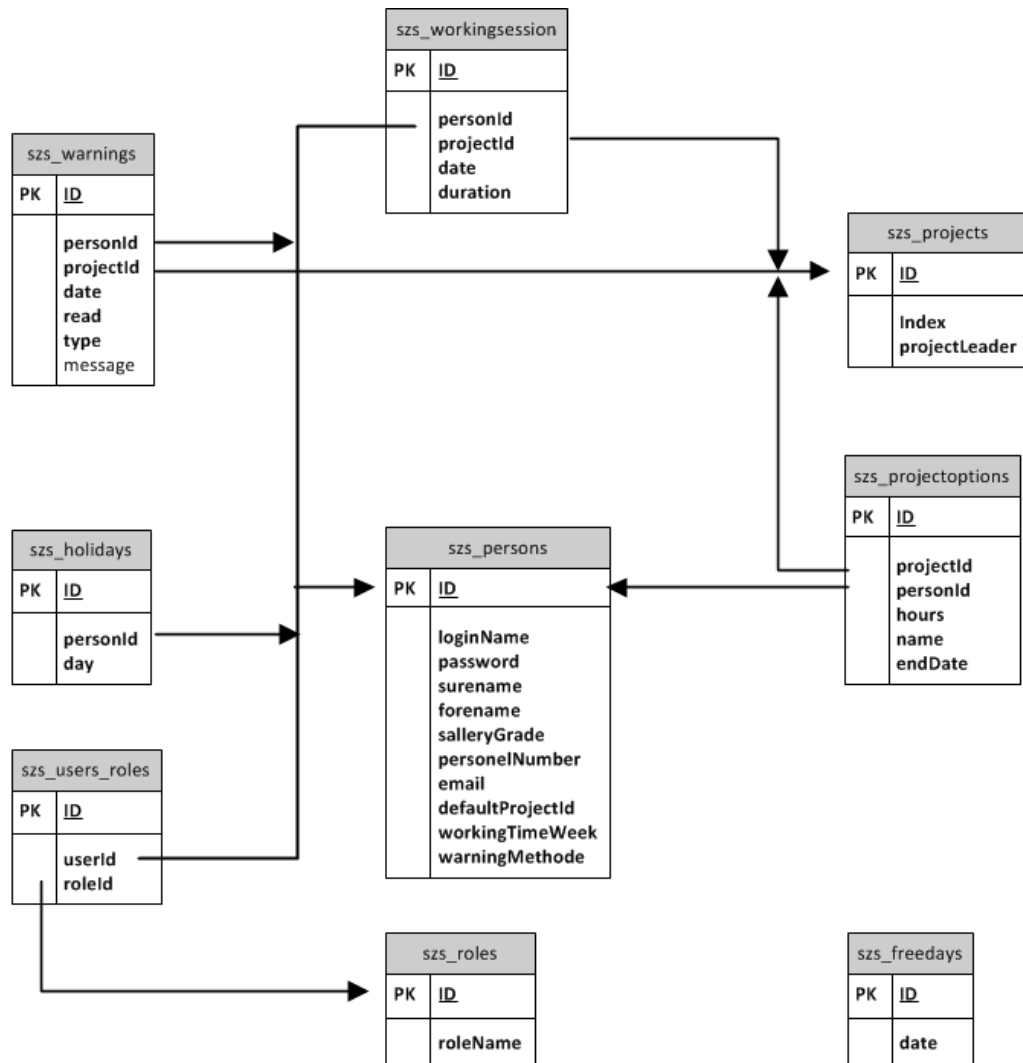 szs_workingsession
PK ID
personId
projectId
date
duration
szs_warnings
PK ID
personId
projectId
date
read
type
message
szs_projects
PK ID
Index
projectLeader
szs_projectoptions
PK ID
projectId
personId
hours
name
endDate
szs_holidays
PK ID
personId
day
szs_persons
PK ID
loginName
password
surename
forename
salleryGrade
personelNumber
email
defaultProjectId
workingTimeWeek
warningMethode
szs_users_roles
PK ID
userId
roleId
szs_roles
PK ID
roleName
szs_freedays
PK ID
date